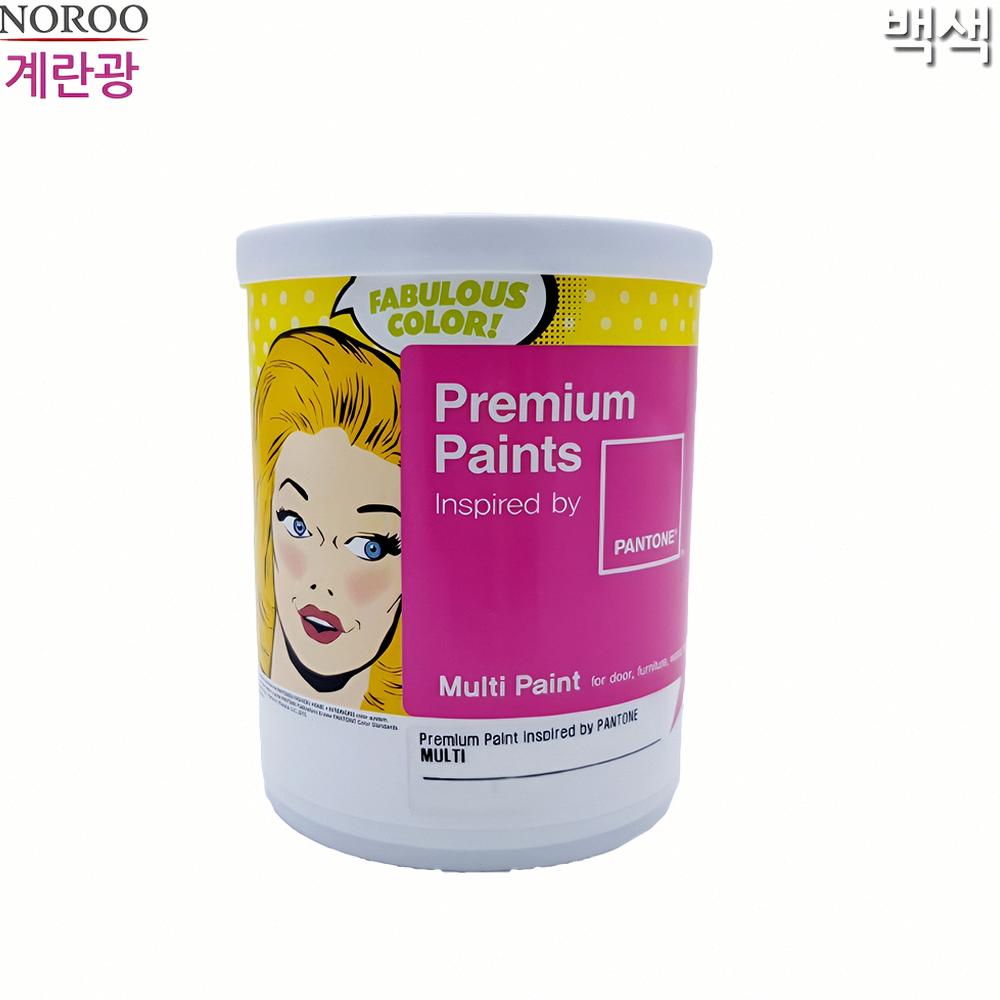 NOROO
계란광
백색
FABULOUS
COLOR!
Premium
Paints
Inspired by
PANTONE®
Multi Paint for door, furniture,
Premium Paint Inspired by PANTONE
MULTI